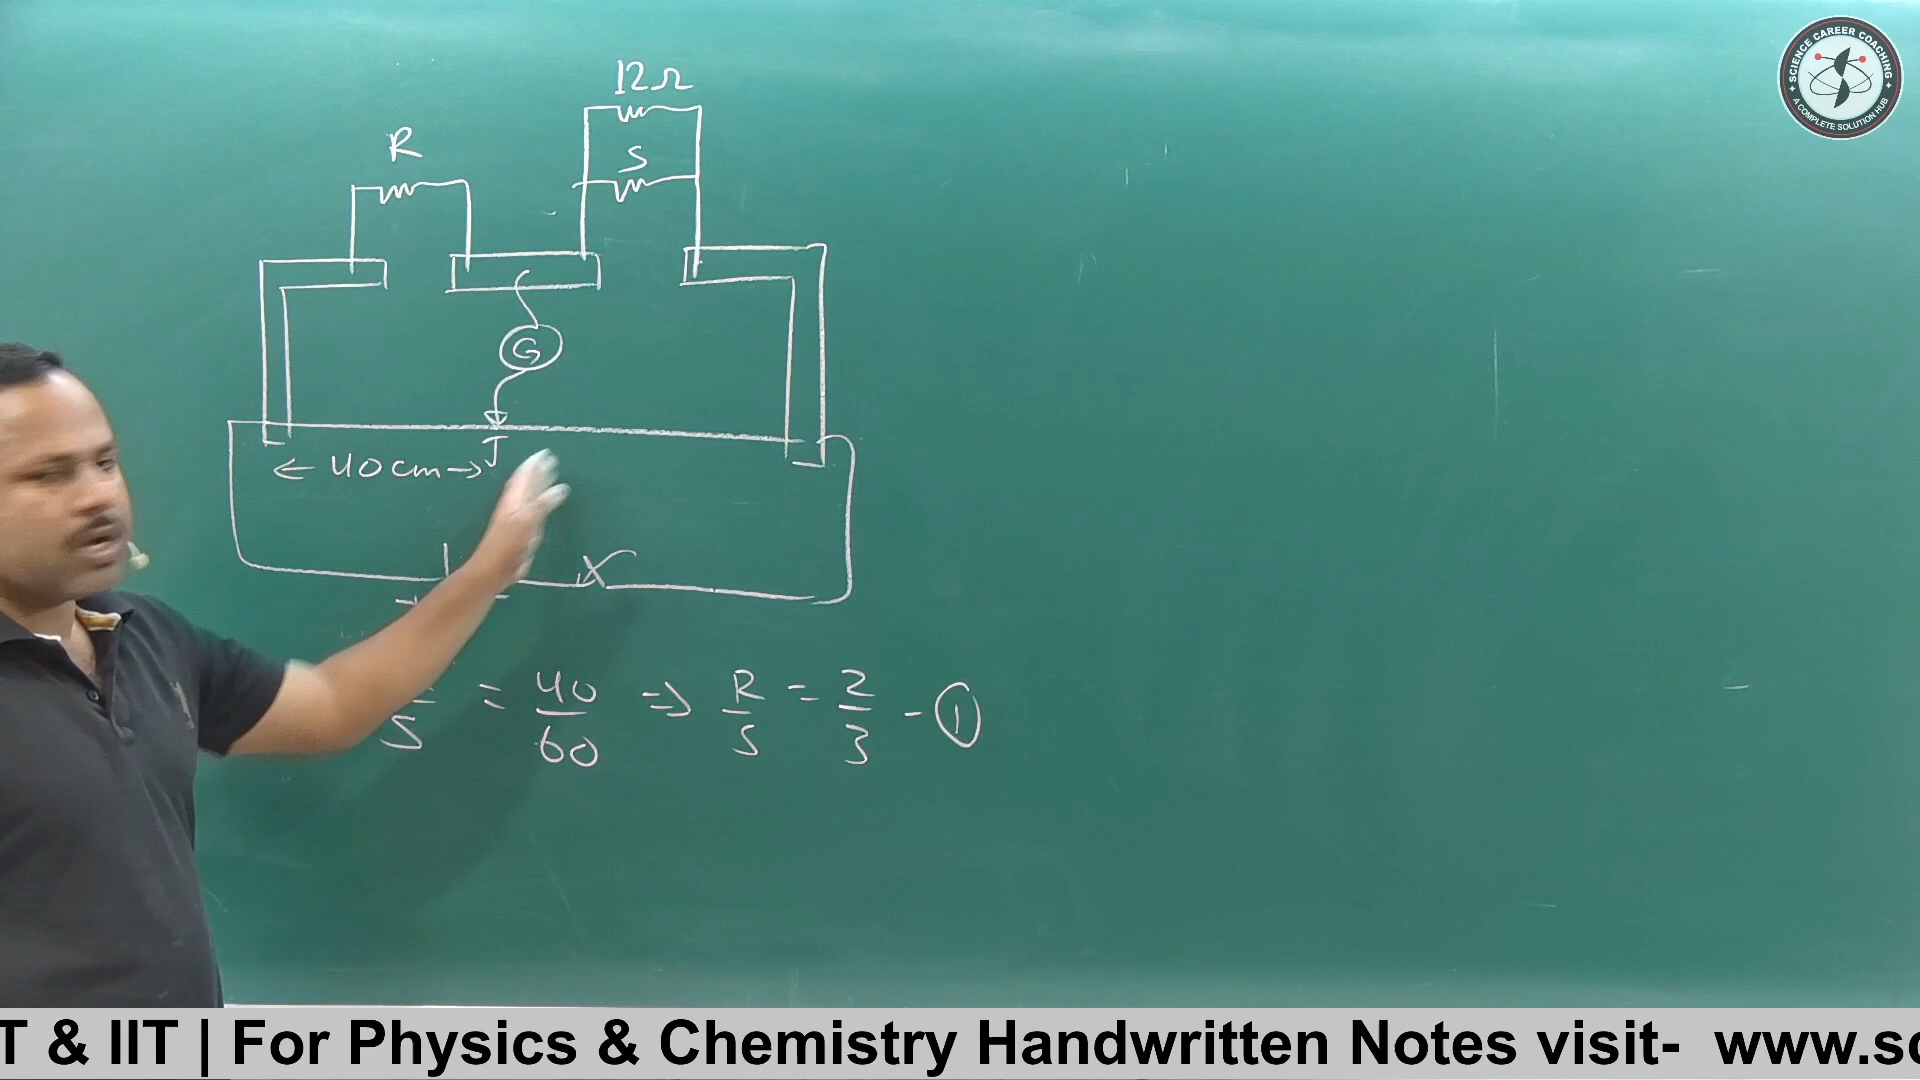 12Ω
R
S
G
J
← 40cm →
S = 40/60 ⇒ R/S = 2/3 - ①
SCIENCE CAREER COACHING
A COMPLETE SOLUTION HUB
T & IIT | For Physics & Chemistry Handwritten Notes visit- www.sc